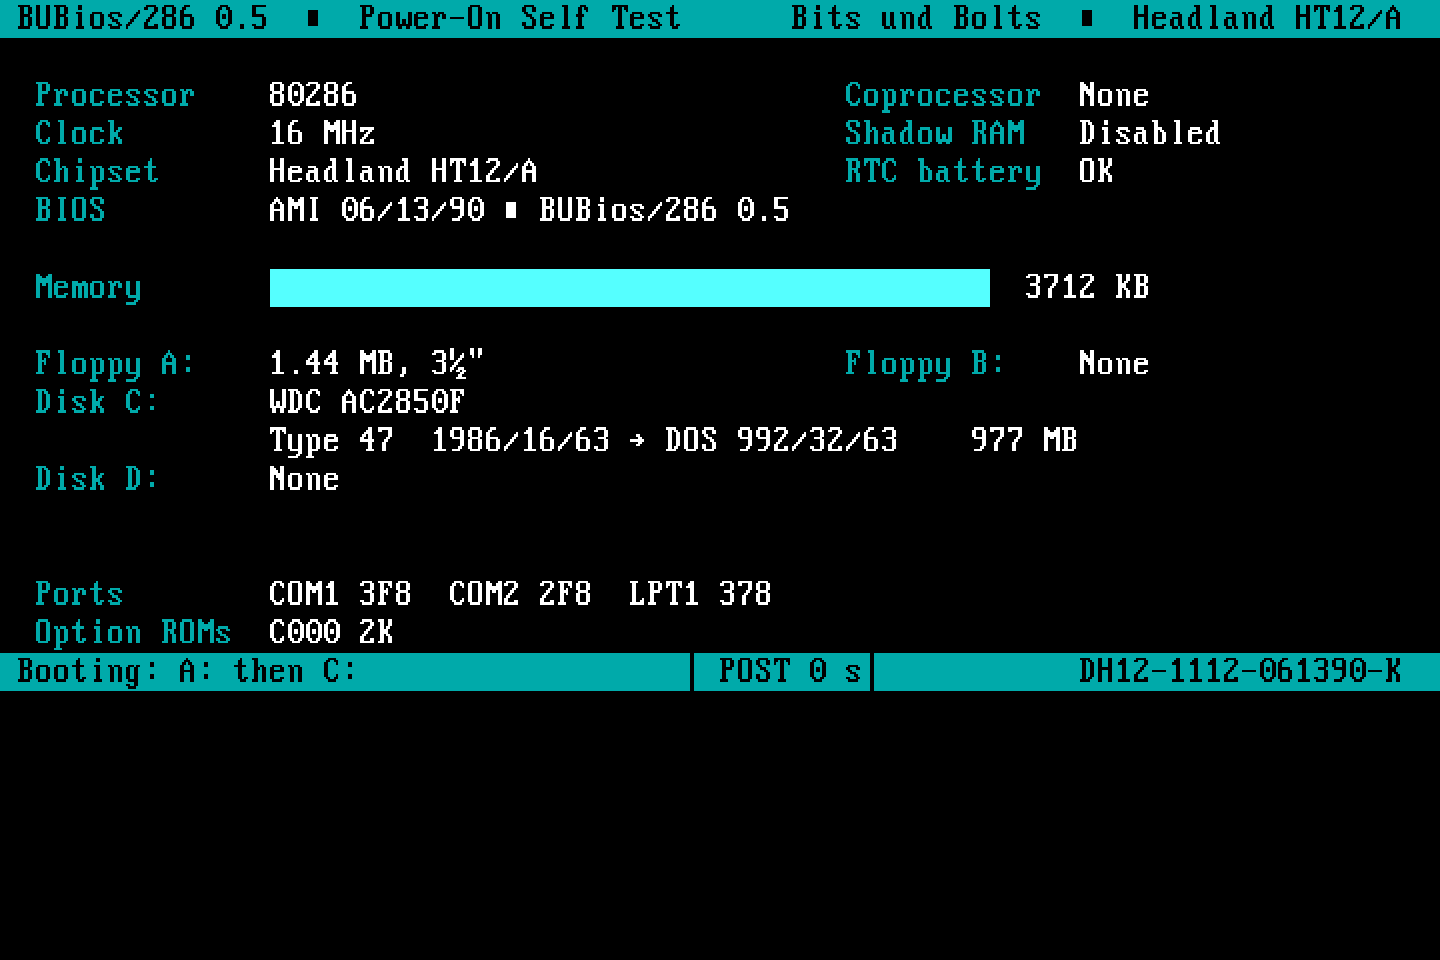 BUBios/286 0.5 ■ Power-On Self Test Bits und Bolts ■ Headland HT12/A
Processor 80286 Coprocessor None
Clock 16 MHz Shadow RAM Disabled
Chipset Headland HT12/A RTC battery OK
BIOS AMI 06/13/90 ■ BUBios/286 0.5
Memory 3712 KB
Floppy A: 1.44 MB, 3½" Floppy B: None
Disk C: WDC AC2850F
Type 47 1986/16/63 → DOS 992/32/63 977 MB
Disk D: None
Ports COM1 3F8 COM2 2F8 LPT1 378
Option ROMs C000 2K
Booting: A: then C: POST 0 s DH12-1112-061390-K